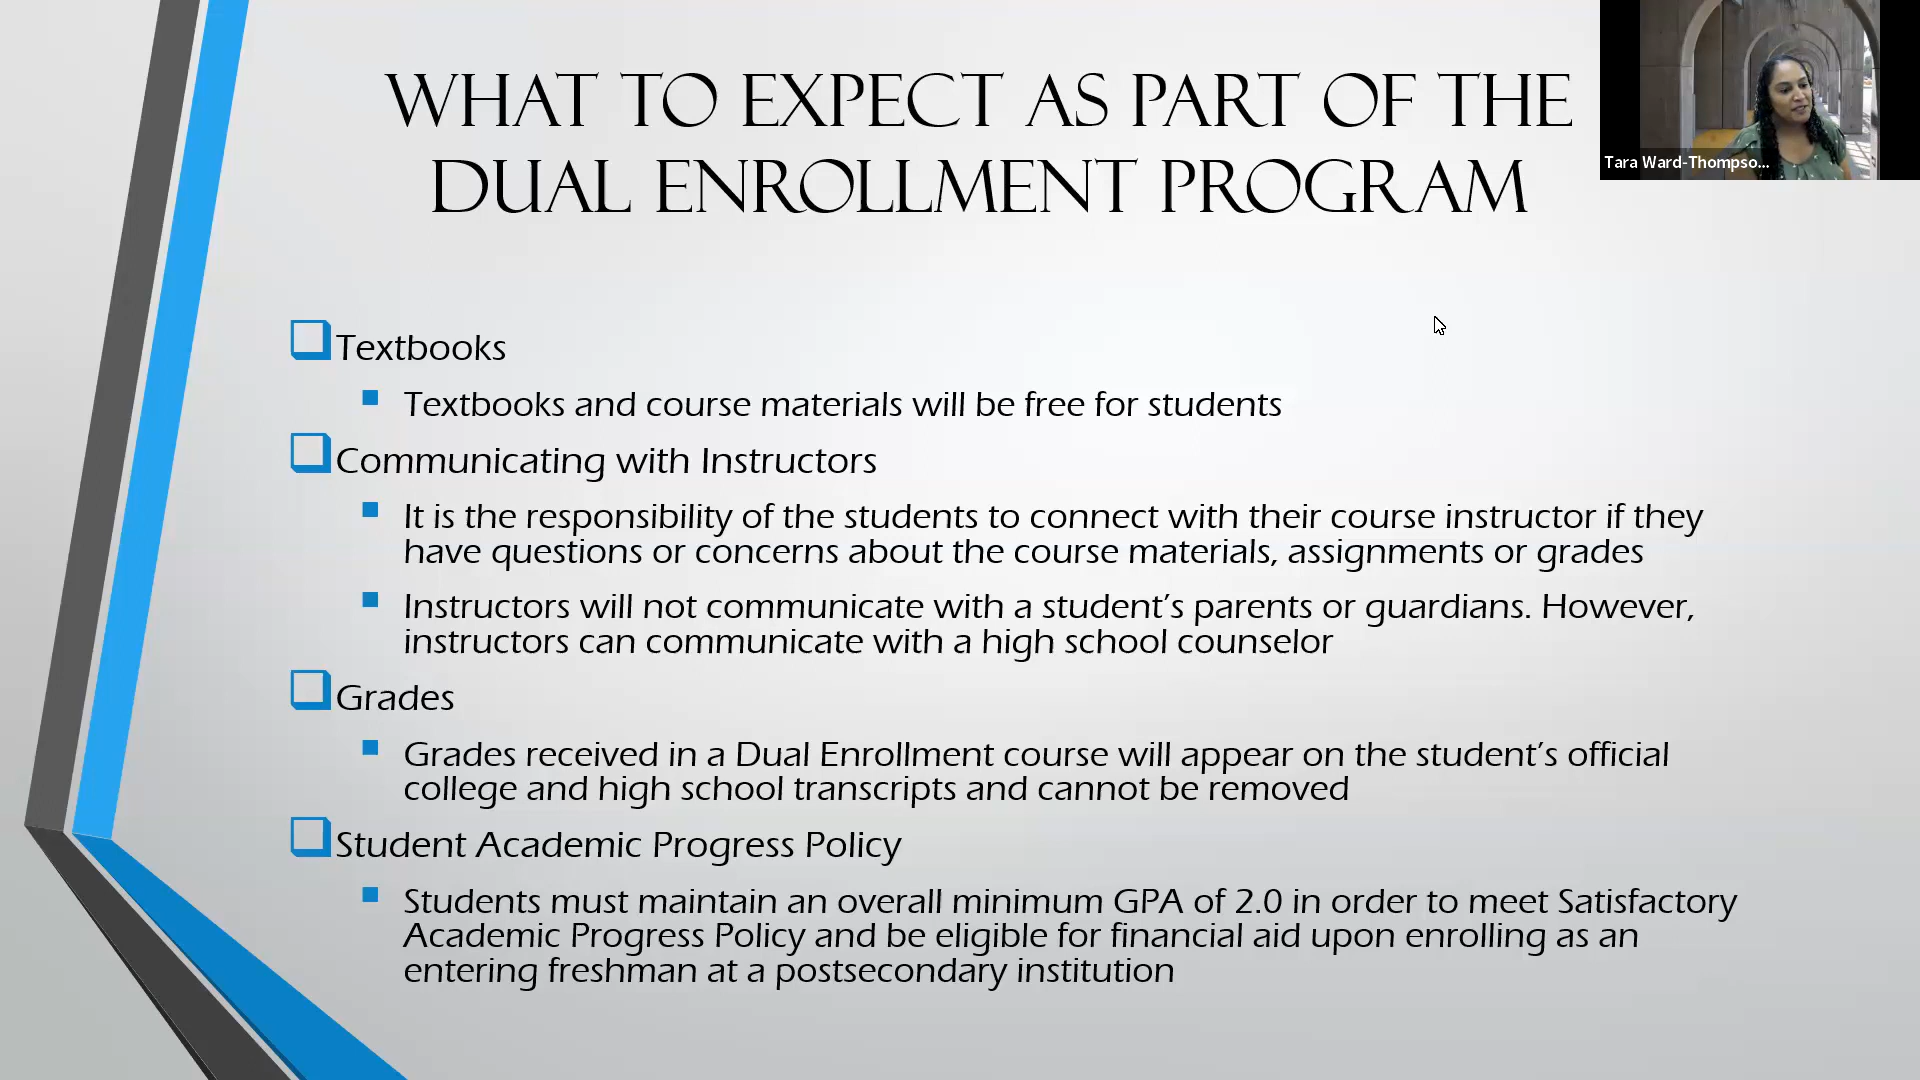 WHAT TO EXPECT AS PART OF THE
DUAL ENROLLMENT PROGRAM
Tara Ward-Thompso...
Textbooks
Textbooks and course materials will be free for students
Communicating with Instructors
It is the responsibility of the students to connect with their course instructor if they
have questions or concerns about the course materials, assignments or grades
Instructors will not communicate with a student’s parents or guardians. However,
instructors can communicate with a high school counselor
Grades
Grades received in a Dual Enrollment course will appear on the student’s official
college and high school transcripts and cannot be removed
Student Academic Progress Policy
Students must maintain an overall minimum GPA of 2.0 in order to meet Satisfactory
Academic Progress Policy and be eligible for financial aid upon enrolling as an
entering freshman at a postsecondary institution